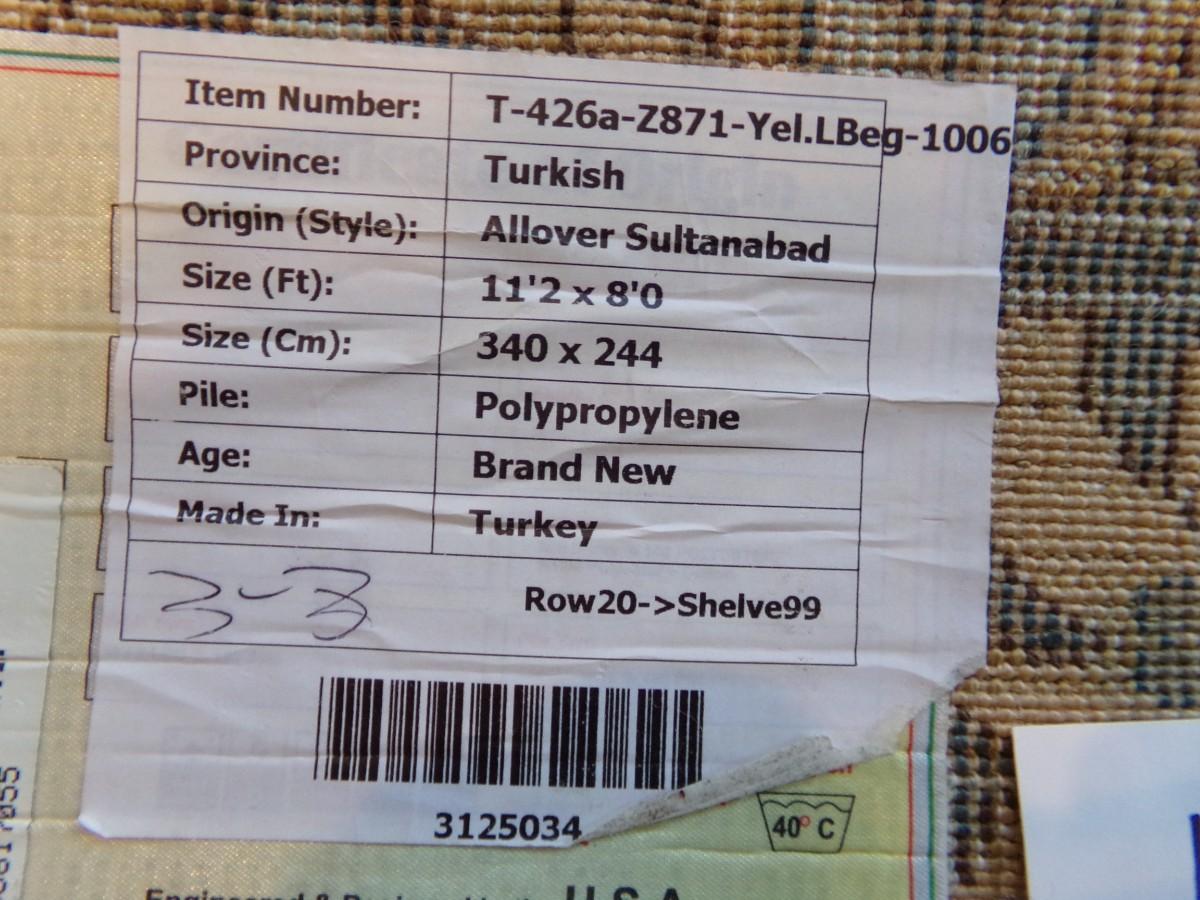 Item Number: T-426a-Z871-Yel.LBeg-1006
Province: Turkish
Origin (Style): Allover Sultanabad
Size (Ft): 11'2 x 8'0
Size (Cm): 340 x 244
Pile: Polypropylene
Age: Brand New
Made In: Turkey
3-3 Row20->Shelve99
3125034
40° C
Engineered & U.S.A.